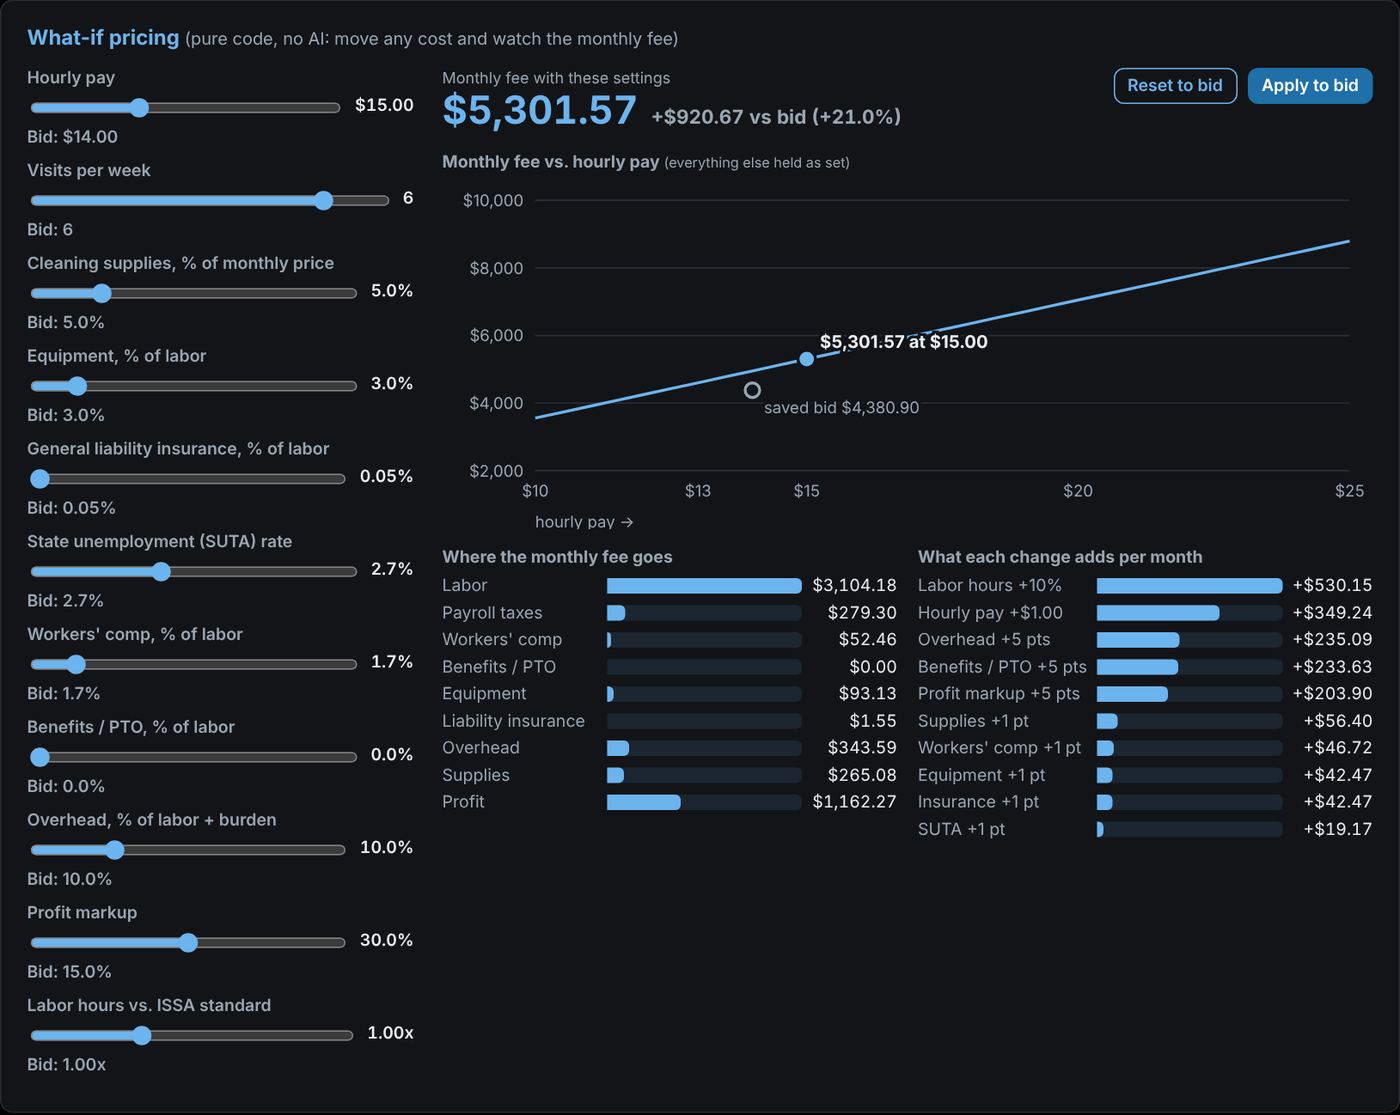 What-if pricing (pure code, no AI: move any cost and watch the monthly fee)
Hourly pay
$15.00
Bid: $14.00
Visits per week
6
Bid: 6
Cleaning supplies, % of monthly price
5.0%
Bid: 5.0%
Equipment, % of labor
3.0%
Bid: 3.0%
General liability insurance, % of labor
0.05%
Bid: 0.05%
State unemployment (SUTA) rate
2.7%
Bid: 2.7%
Workers' comp, % of labor
1.7%
Bid: 1.7%
Benefits / PTO, % of labor
0.0%
Bid: 0.0%
Overhead, % of labor + burden
10.0%
Bid: 10.0%
Profit markup
30.0%
Bid: 15.0%
Labor hours vs. ISSA standard
1.00x
Bid: 1.00x
Monthly fee with these settings
$5,301.57 +$920.67 vs bid (+21.0%)
Reset to bid
Apply to bid
Monthly fee vs. hourly pay (everything else held as set)
$10,000
$8,000
$6,000
$4,000
$2,000
$5,301.57 at $15.00
saved bid $4,380.90
$10 $13 $15 $20 $25
hourly pay →
Where the monthly fee goes
Labor $3,104.18
Payroll taxes $279.30
Workers' comp $52.46
Benefits / PTO $0.00
Equipment $93.13
Liability insurance $1.55
Overhead $343.59
Supplies $265.08
Profit $1,162.27
What each change adds per month
Labor hours +10% +$530.15
Hourly pay +$1.00 +$349.24
Overhead +5 pts +$235.09
Benefits / PTO +5 pts +$233.63
Profit markup +5 pts +$203.90
Supplies +1 pt +$56.40
Workers' comp +1 pt +$46.72
Equipment +1 pt +$42.47
Insurance +1 pt +$42.47
SUTA +1 pt +$19.17